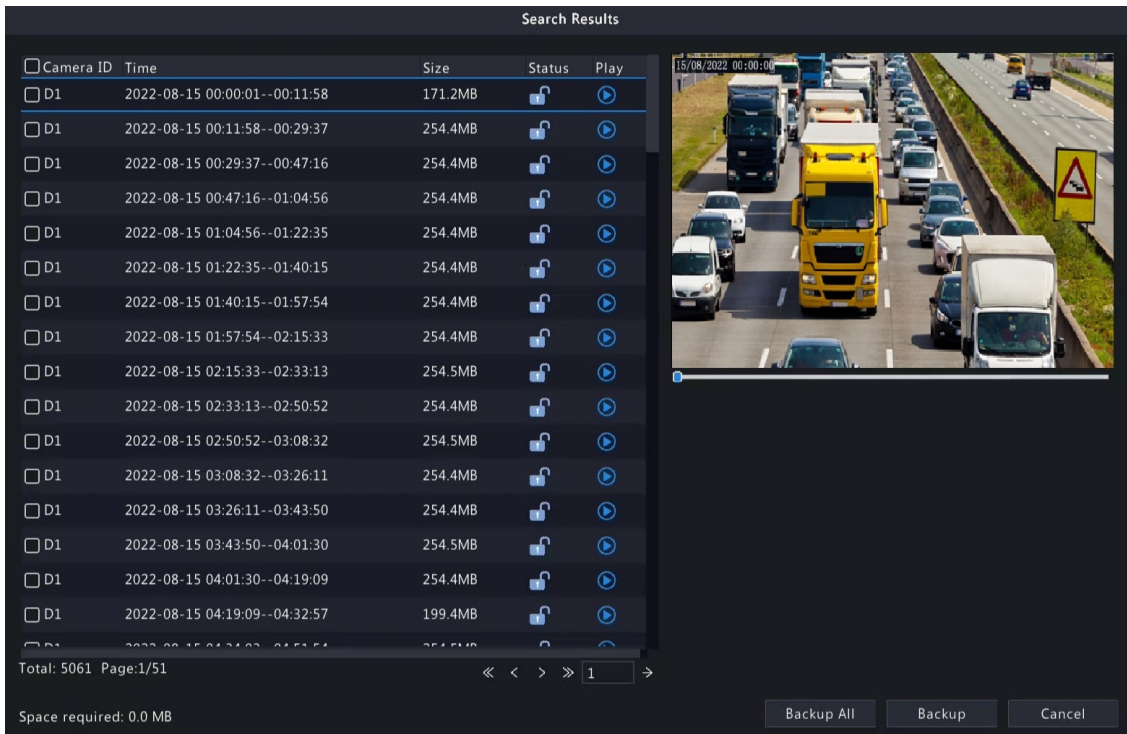 Search Results
Camera ID Time Size Status Play
D1 2022-08-15 00:00:01--00:11:58 171.2MB
D1 2022-08-15 00:11:58--00:29:37 254.4MB
D1 2022-08-15 00:29:37--00:47:16 254.4MB
D1 2022-08-15 00:47:16--01:04:56 254.4MB
D1 2022-08-15 01:04:56--01:22:35 254.4MB
D1 2022-08-15 01:22:35--01:40:15 254.4MB
D1 2022-08-15 01:40:15--01:57:54 254.4MB
D1 2022-08-15 01:57:54--02:15:33 254.4MB
D1 2022-08-15 02:15:33--02:33:13 254.5MB
D1 2022-08-15 02:33:13--02:50:52 254.4MB
D1 2022-08-15 02:50:52--03:08:32 254.5MB
D1 2022-08-15 03:08:32--03:26:11 254.4MB
D1 2022-08-15 03:26:11--03:43:50 254.4MB
D1 2022-08-15 03:43:50--04:01:30 254.5MB
D1 2022-08-15 04:01:30--04:19:09 254.4MB
D1 2022-08-15 04:19:09--04:32:57 199.4MB
Total: 5061 Page:1/51
1
Space required: 0.0 MB
15/08/2022 00:00:00
Backup All Backup Cancel